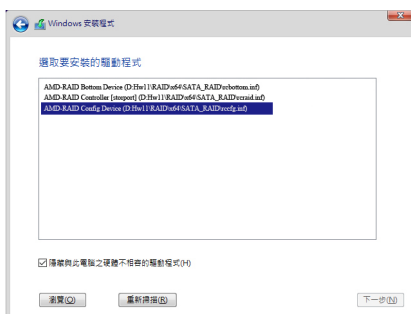 Windows 安裝程式
選取要安裝的驅動程式
AMD-RAID Bottom Device (D:\Hw11\RAID\x64\SATA_RAID\rcbottom.inf)
AMD-RAID Controller [storport] (D:\Hw11\RAID\x64\SATA_RAID\rcraid.inf)
AMD-RAID Config Device (D:\Hw11\RAID\x64\SATA_RAID\rccfg.inf)
隱藏與此電腦之硬體不相容的驅動程式(H)
瀏覽(O)
重新掃描(R)
下一步(N)